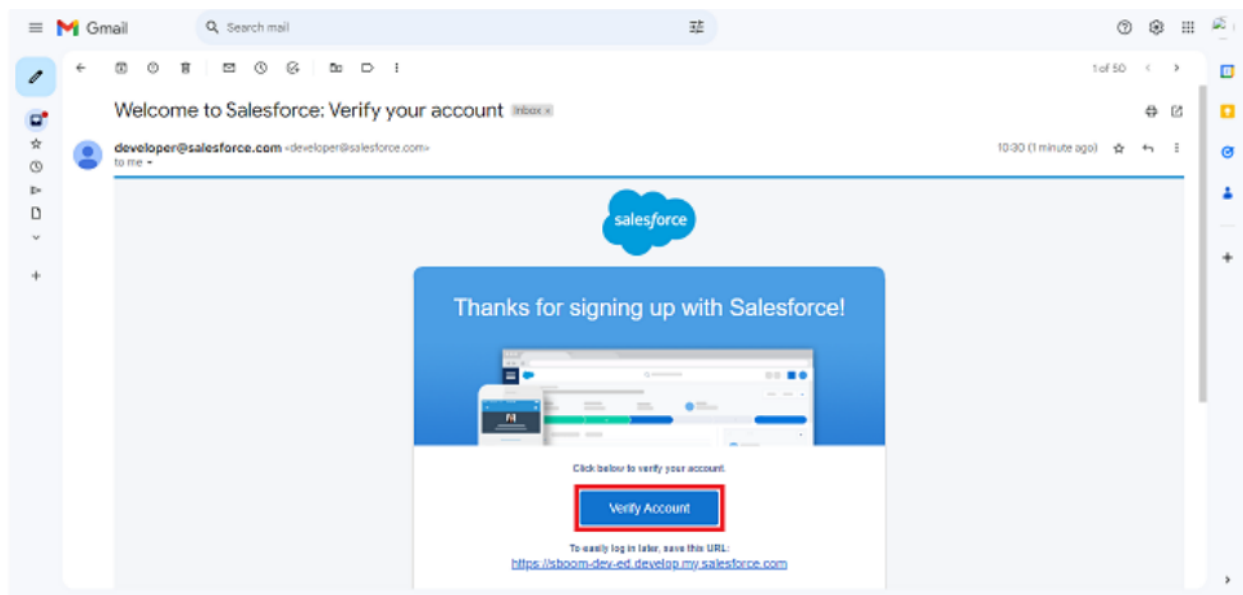 Gmail
Search mail
1 of 50
Welcome to Salesforce: Verify your account Inbox x
developer@salesforce.com <developer@salesforce.com>
10:30 (1 minute ago)
to me
salesforce
Thanks for signing up with Salesforce!
Click below to verify your account.
Verify Account
To easily log in later, save this URL:
https://sboom-dev-ed.develop.my.salesforce.com